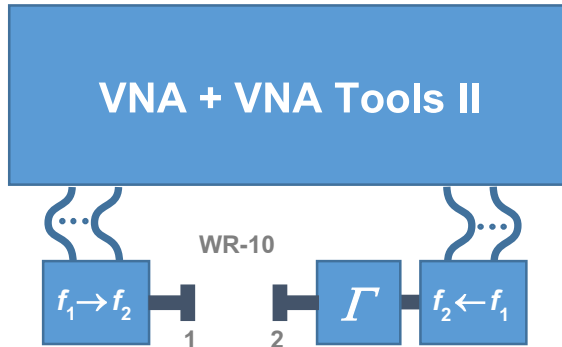 VNA + VNA Tools II
WR-10
f₁→f₂
1
2
Γ
f₂←f₁